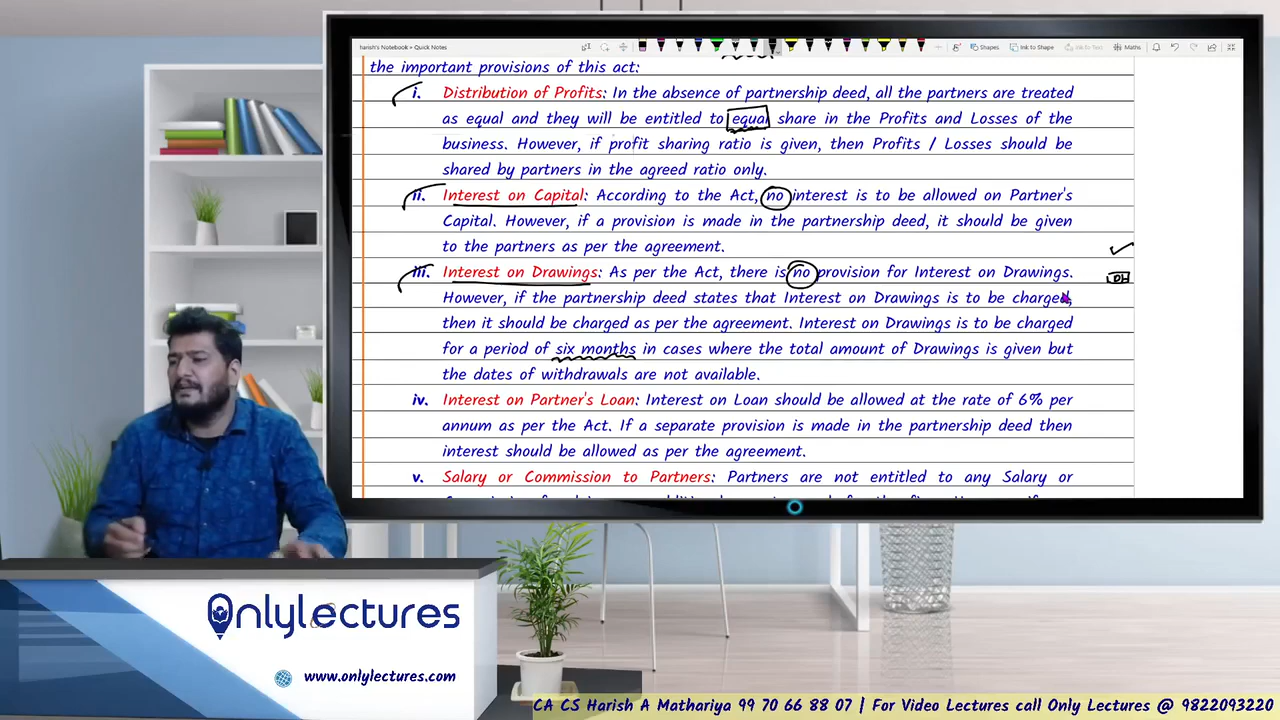 harish's Notebook > Quick Notes
Shapes
Ink to Shape
Ink to Text
Maths
the important provisions of this act:
i. Distribution of Profits: In the absence of partnership deed, all the partners are treated
as equal and they will be entitled to equal share in the Profits and Losses of the
business. However, if profit sharing ratio is given, then Profits / Losses should be
shared by partners in the agreed ratio only.
ii. Interest on Capital: According to the Act, no interest is to be allowed on Partner's
Capital. However, if a provision is made in the partnership deed, it should be given
to the partners as per the agreement.
iii. Interest on Drawings: As per the Act, there is no provision for Interest on Drawings.
However, if the partnership deed states that Interest on Drawings is to be charged,
then it should be charged as per the agreement. Interest on Drawings is to be charged
for a period of six months in cases where the total amount of Drawings is given but
the dates of withdrawals are not available.
iv. Interest on Partner's Loan: Interest on Loan should be allowed at the rate of 6% per
annum as per the Act. If a separate provision is made in the partnership deed then
interest should be allowed as per the agreement.
v. Salary or Commission to Partners: Partners are not entitled to any Salary or
Onlylectures
www.onlylectures.com
CA CS Harish A Mathariya 99 70 66 88 07 | For Video Lectures call Only Lectures @ 9822093220